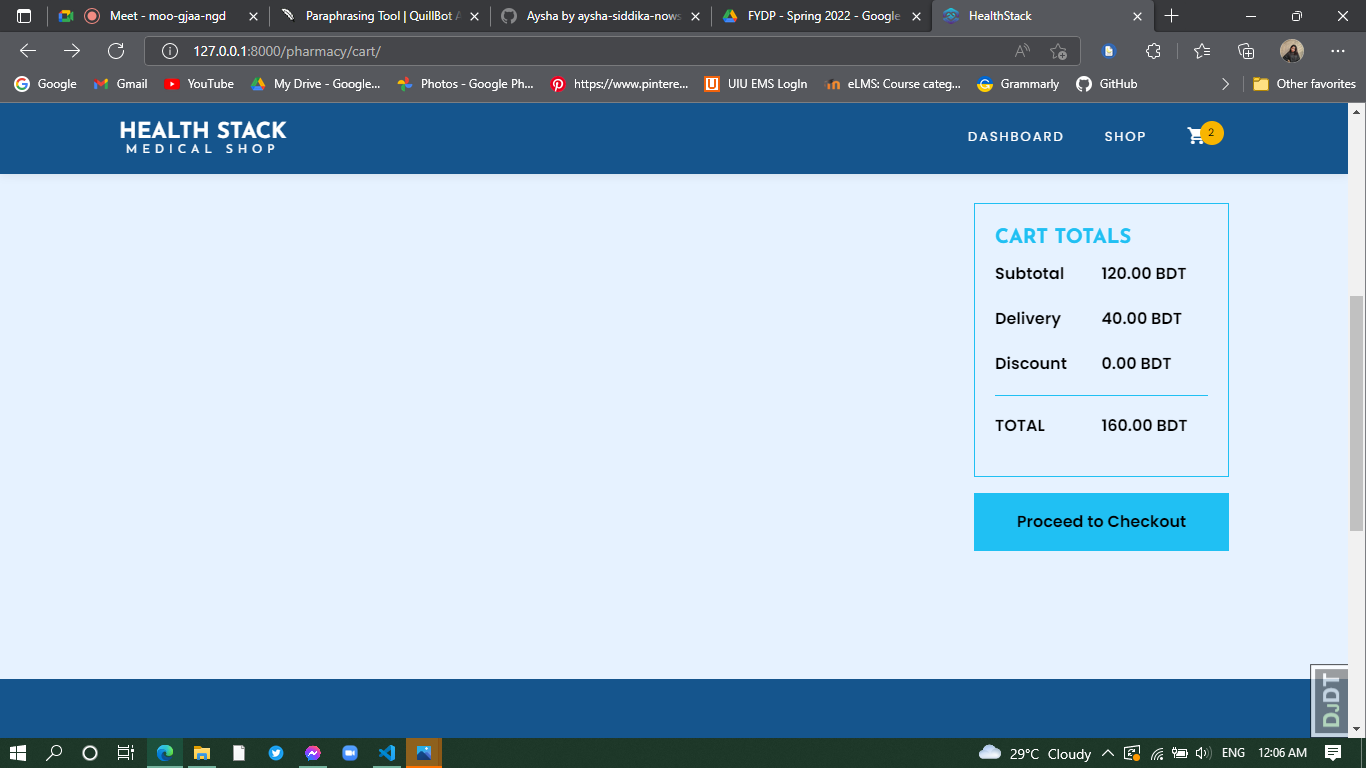 Meet - moo-gjaa-ngd
Paraphrasing Tool | QuillBot A
Aysha by aysha-siddika-nows
FYDP - Spring 2022 - Google
HealthStack
127.0.0.1:8000/pharmacy/cart/
Google
Gmail
YouTube
My Drive - Google...
Photos - Google Ph...
https://www.pintere...
UIU EMS LogIn
eLMS: Course categ...
Grammarly
GitHub
Other favorites
HEALTH STACK
MEDICAL SHOP
DASHBOARD
SHOP
2
CART TOTALS
Subtotal 120.00 BDT
Delivery 40.00 BDT
Discount 0.00 BDT
TOTAL 160.00 BDT
Proceed to Checkout
DjDT
29°C Cloudy
ENG
12:06 AM